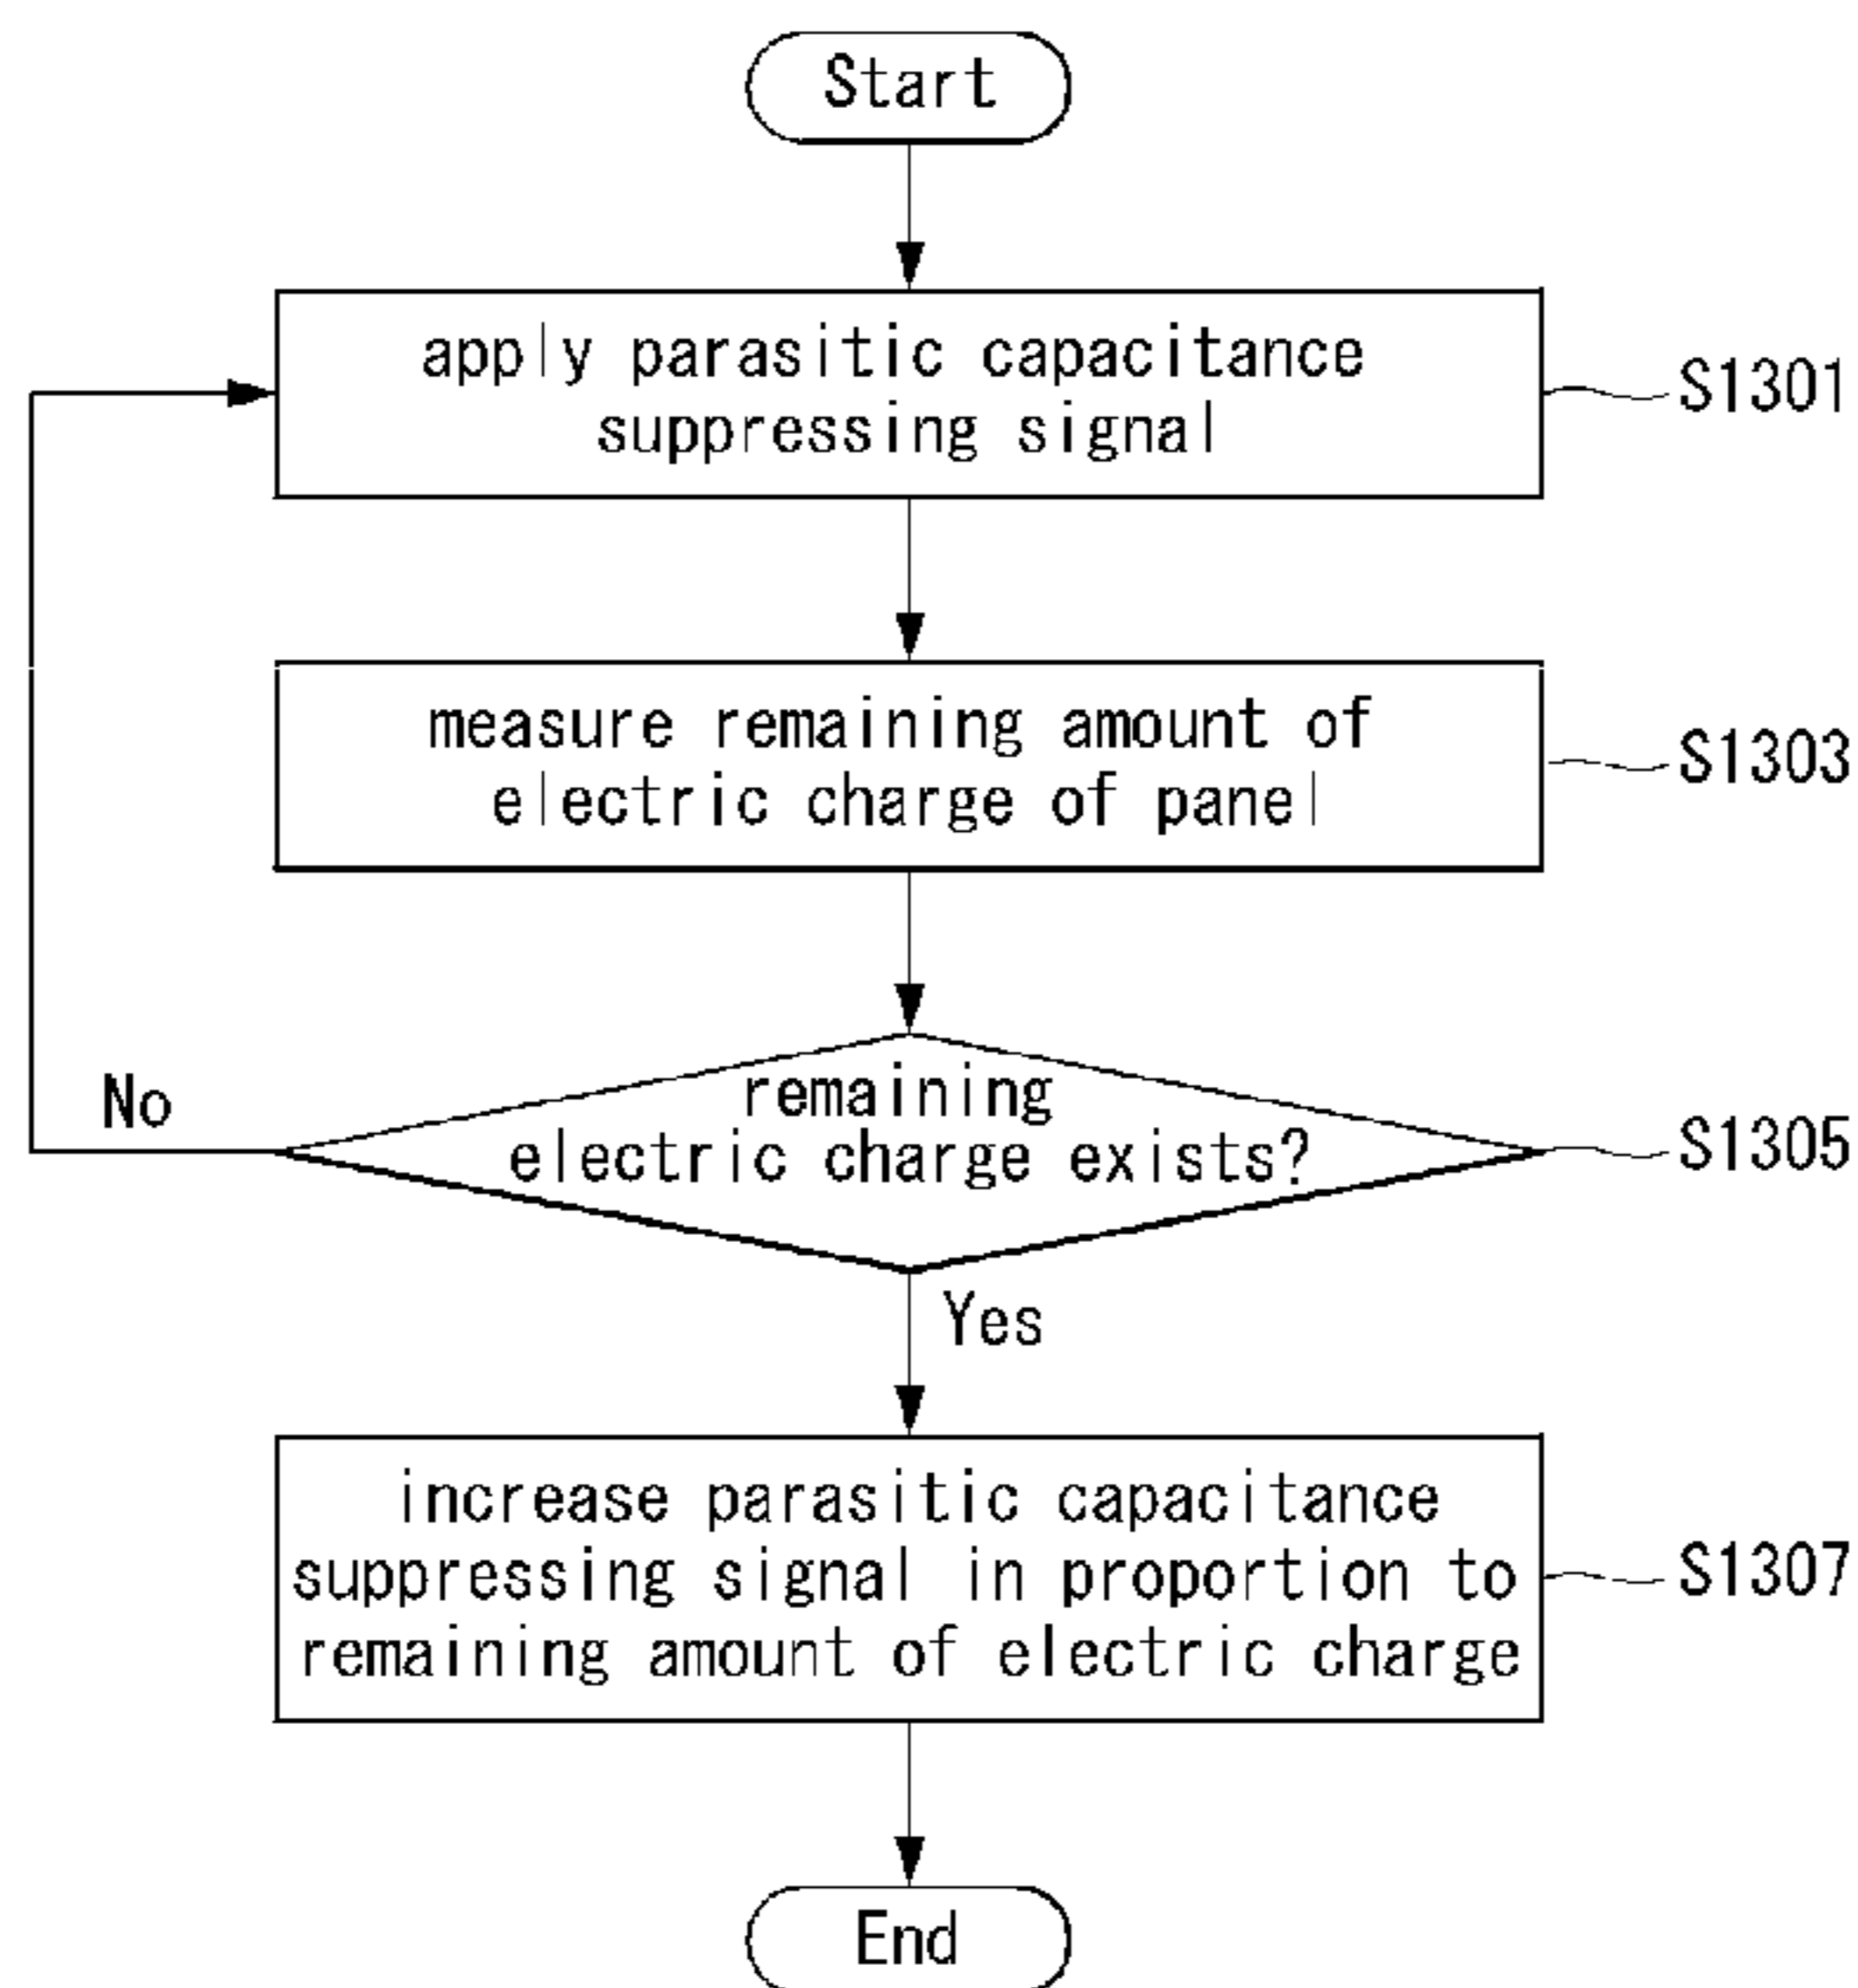 Start
apply parasitic capacitance
suppressing signal
S1301
measure remaining amount of
electric charge of panel
S1303
remaining
electric charge exists?
S1305
No
Yes
increase parasitic capacitance
suppressing signal in proportion to
remaining amount of electric charge
S1307
End